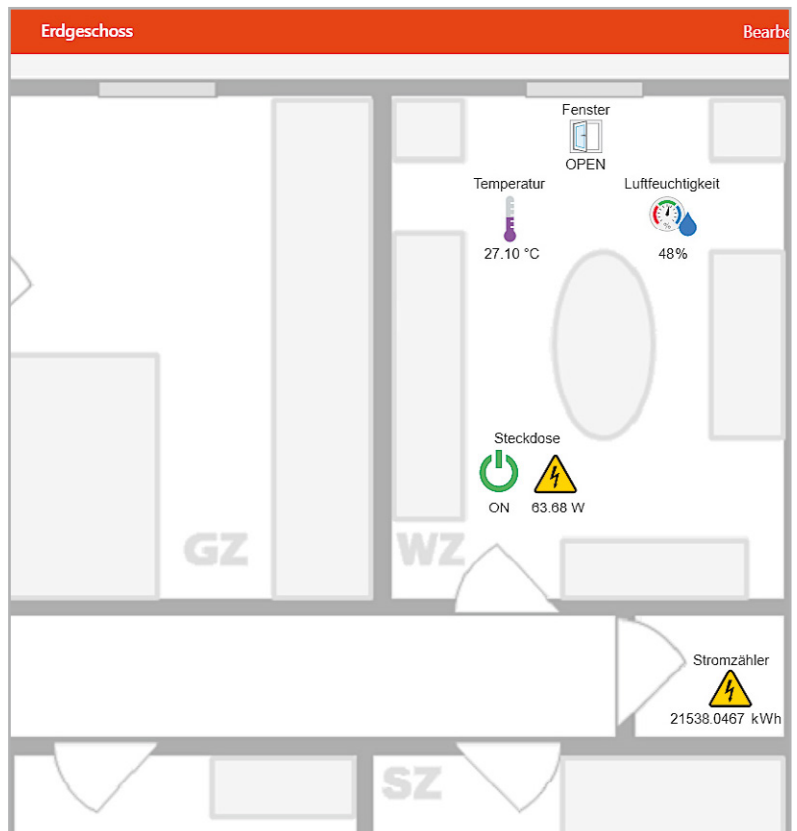 Erdgeschoss
Bearbe
Fenster
OPEN
Temperatur
Luftfeuchtigkeit
27.10 °C
48%
Steckdose
ON
63.68 W
GZ
WZ
Stromzähler
21538.0467 kWh
SZ